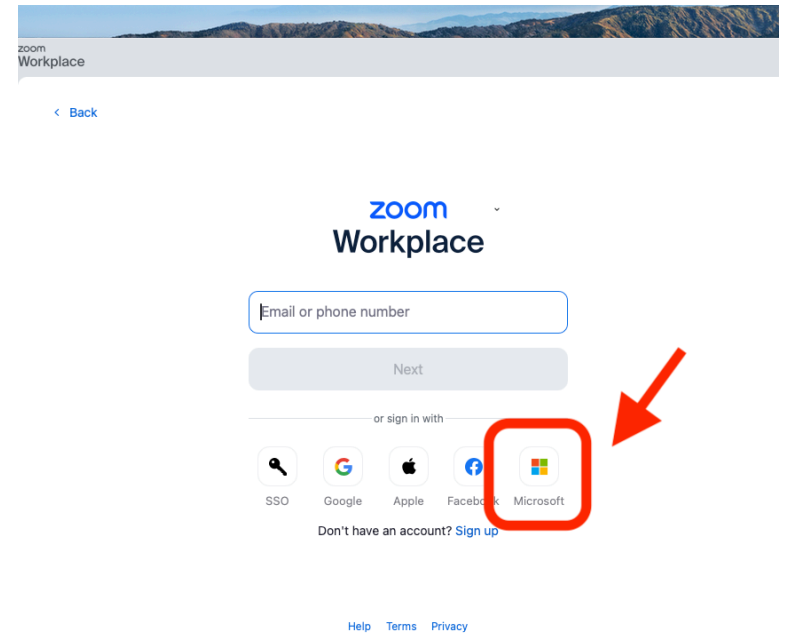 zoom
Workplace
< Back
zoom
Workplace
Email or phone number
Next
or sign in with
SSO Google Apple Facebook Microsoft
Don't have an account? Sign up
Help Terms Privacy